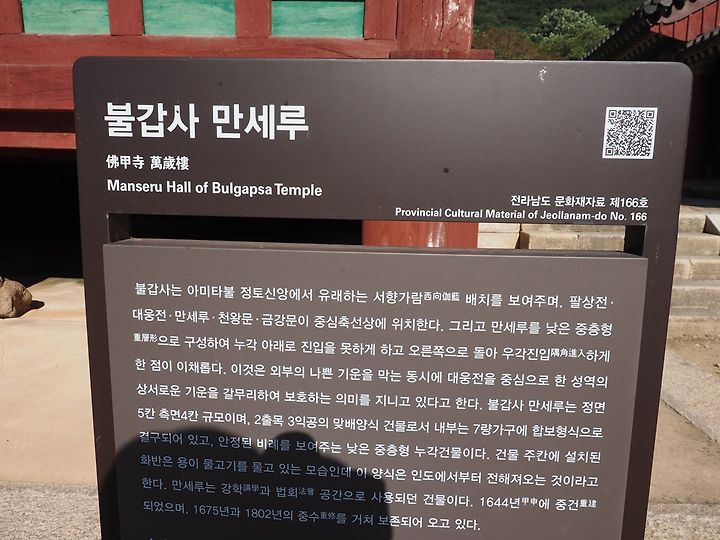 불갑사 만세루
佛甲寺 萬歲樓
Manseru Hall of Bulgapsa Temple
전라남도 문화재자료 제166호
Provincial Cultural Material of Jeollanam-do No. 166
불갑사는 아미타불 정토신앙에서 유래하는 서향가람西向伽藍 배치를 보여주며, 팔상전·
대웅전·만세루·천왕문·금강문이 중심축선상에 위치한다. 그리고 만세루를 낮은 중층형
重層形으로 구성하여 누각 아래로 진입을 못하게 하고 오른쪽으로 돌아 우각진입隅角進入하게
한 점이 이채롭다. 이것은 외부의 나쁜 기운을 막는 동시에 대웅전을 중심으로 한 성역의
상서로운 기운을 갈무리하여 보호하는 의미를 지니고 있다고 한다. 불갑사 만세루는 정면
5칸 측면4칸 규모이며, 2출목 3익공의 맞배양식 건물로서 내부는 7량가구에 합보형식으로
결구되어 있고, 안정된 비례를 보여주는 낮은 중층형 누각건물이다. 건물 주칸에 설치된
화반은 용이 물고기를 물고 있는 모습인데 이 양식은 인도에서부터 전해져오는 것이라고
한다. 만세루는 강학講學과 법회法會 공간으로 사용되던 건물이다. 1644년甲申에 중건重建
되었으며, 1675년과 1802년의 중수重修를 거쳐 보존되어 오고 있다.